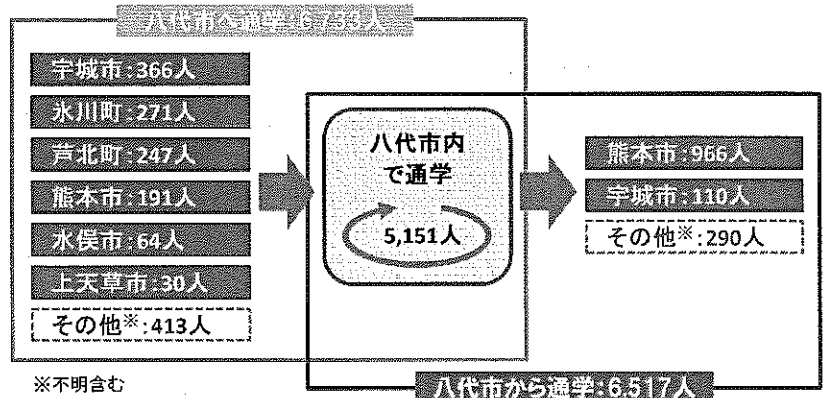 八代市へ通学:6,733人
宇城市:366人
氷川町:271人
芦北町:247人
熊本市:191人
水俣市:64人
上天草市:30人
その他※:413人
※不明含む
八代市内
で通学
5,151人
熊本市:966人
宇城市:110人
その他※:290人
八代市から通学:6,517人